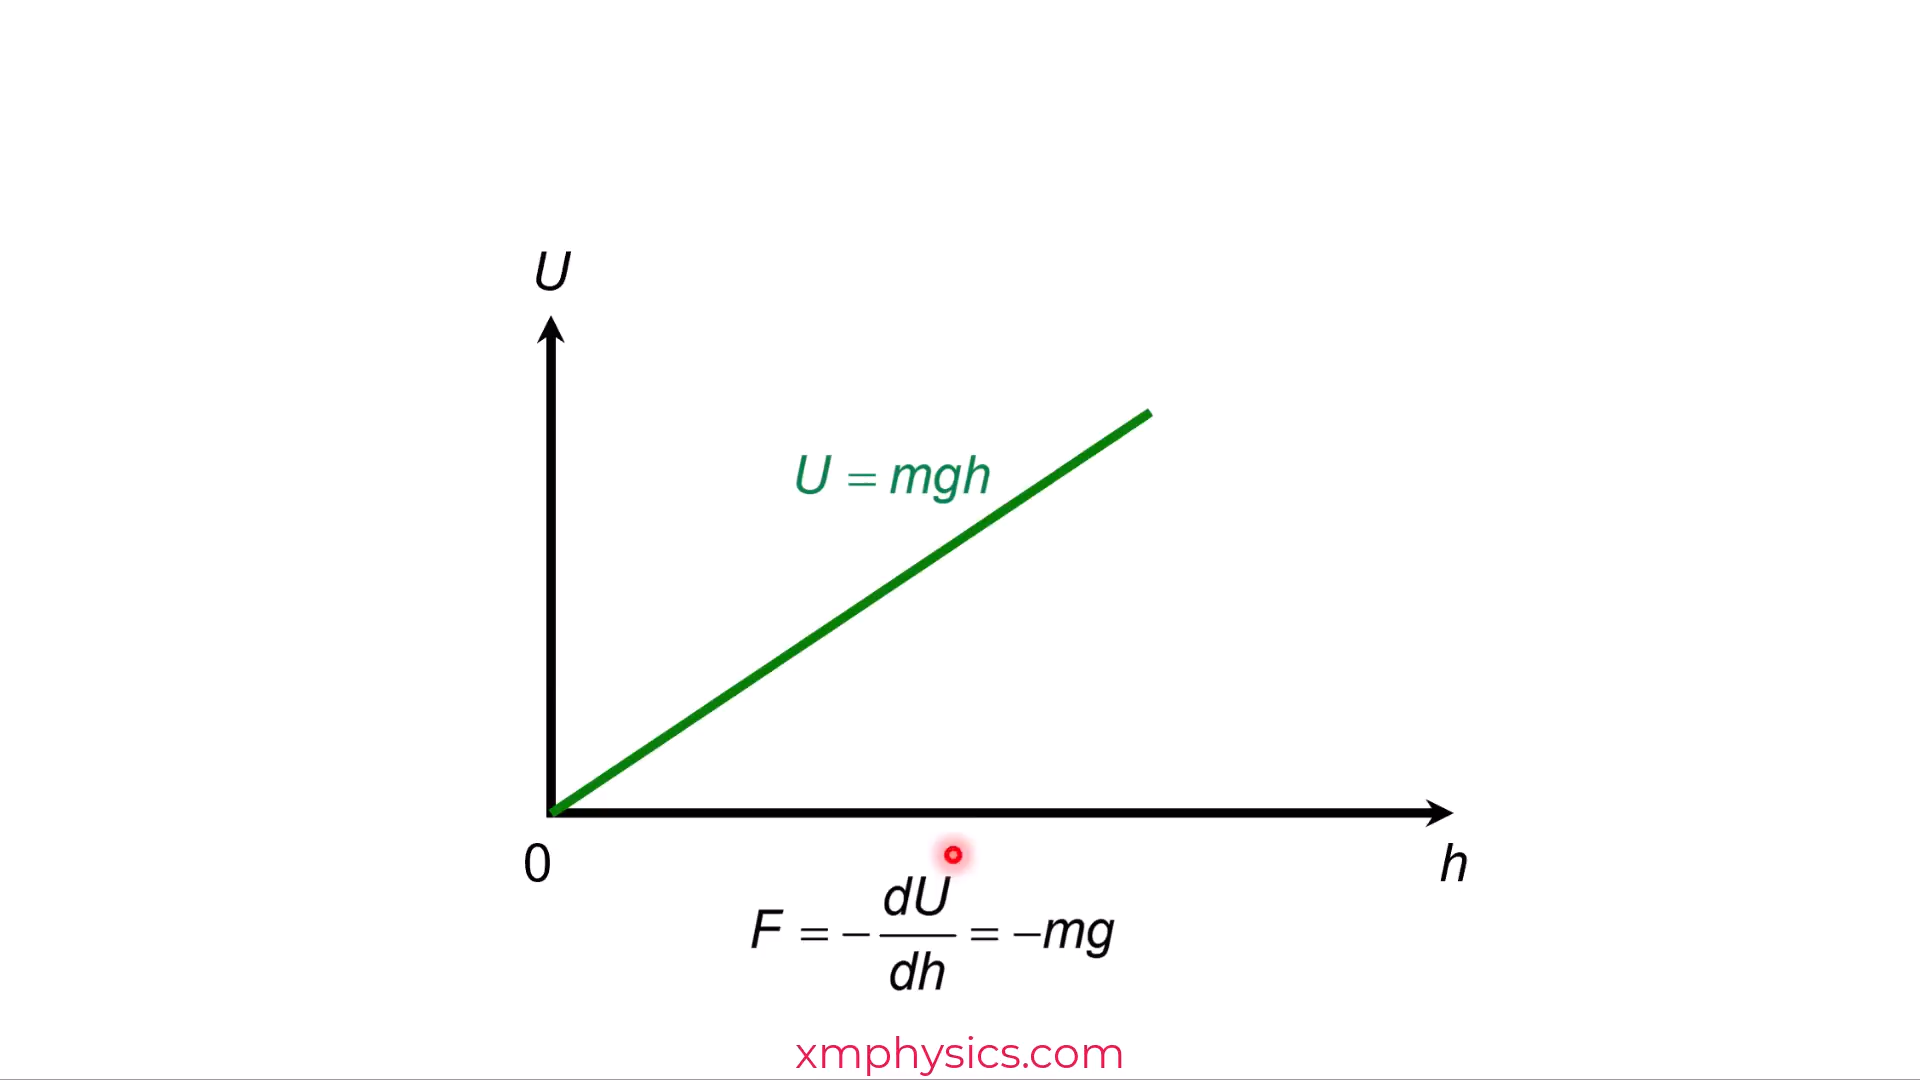 U
U = mgh
0
h
F = −dU/dh = −mg
xmphysics.com